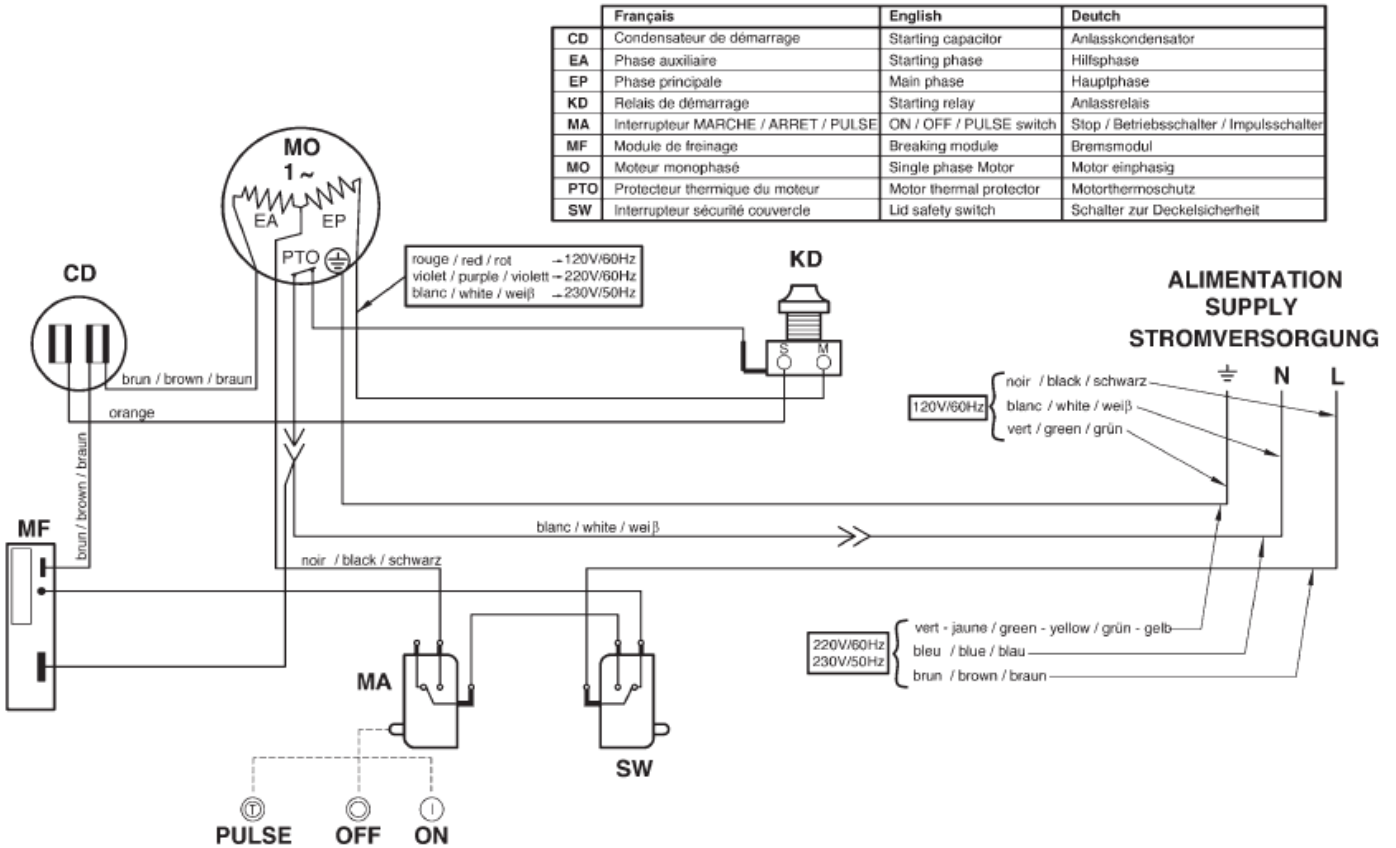 Français English Deutch
CD Condensateur de démarrage Starting capacitor Anlasskondensator
EA Phase auxiliaire Starting phase Hilfsphase
EP Phase principale Main phase Hauptphase
KD Relais de démarrage Starting relay Anlassrelais
MA Interrupteur MARCHE / ARRET / PULSE ON / OFF / PULSE switch Stop / Betriebsschalter / Impulsschalter
MF Module de freinage Breaking module Bremsmodul
MO Moteur monophasé Single phase Motor Motor einphasig
PTO Protecteur thermique du moteur Motor thermal protector Motorthermoschutz
SW Interrupteur sécurité couvercle Lid safety switch Schalter zur Deckelsicherheit
MO
1 ~
EA EP
PTO
CD
rouge / red / rot →120V/60Hz
violet / purple / violett →220V/60Hz
blanc / white / weiβ →230V/50Hz
KD
S M
ALIMENTATION
SUPPLY
STROMVERSORGUNG
N L
brun / brown / braun
orange
120V/60Hz
noir / black / schwarz
blanc / white / weiβ
vert / green / grün
brun / brown / braun
MF
blanc / white / weiβ
noir / black / schwarz
MA
SW
220V/60Hz
230V/50Hz
vert - jaune / green - yellow / grün - gelb
bleu / blue / blau
brun / brown / braun
T I
PULSE OFF ON